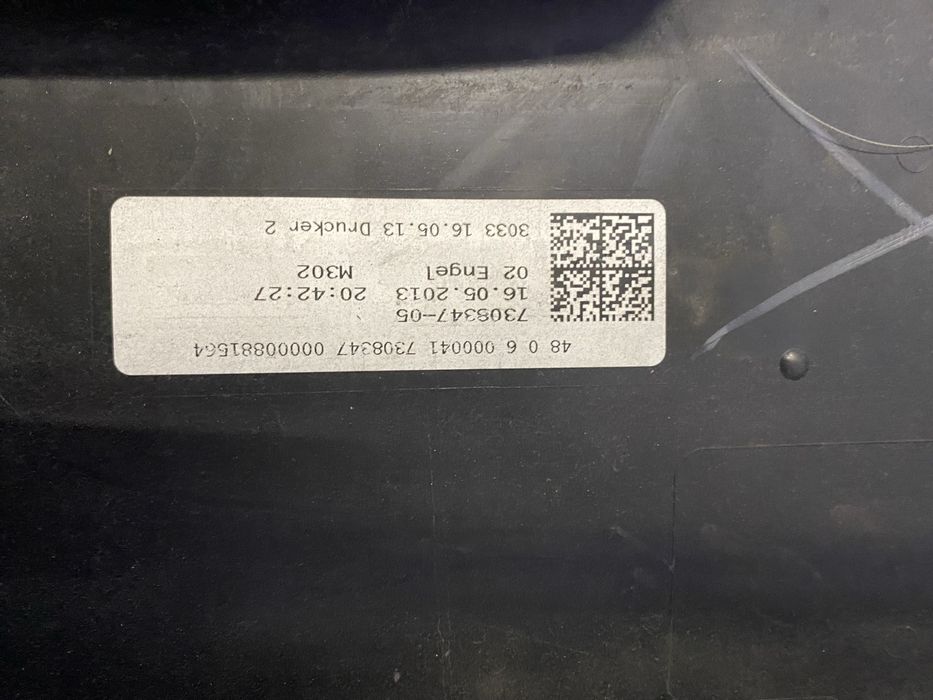 48 0 6 000041 7308347 00000881564
7308347-05
16.05.2013 20:42:27
02 Engel M302
3033 16.05.13 Drucker 2